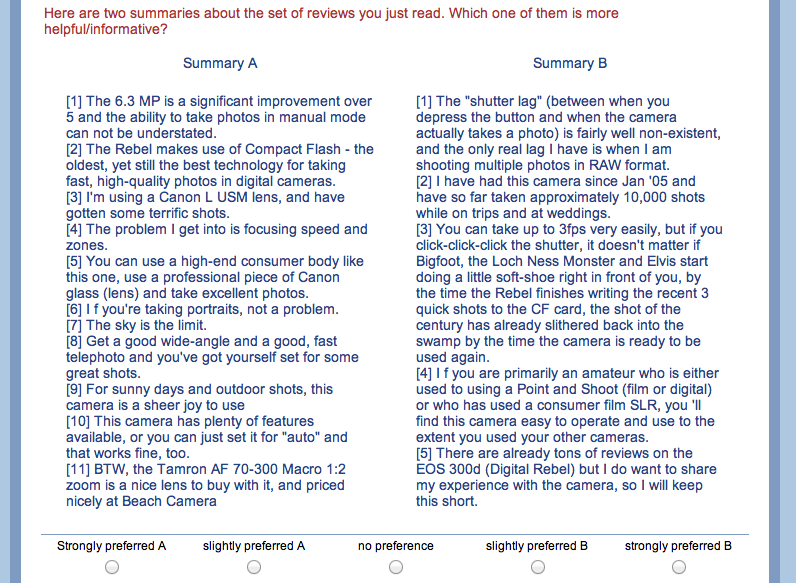 Here are two summaries about the set of reviews you just read. Which one of them is more
helpful/informative?
Summary A
[1] The 6.3 MP is a significant improvement over
5 and the ability to take photos in manual mode
can not be understated.
[2] The Rebel makes use of Compact Flash - the
oldest, yet still the best technology for taking
fast, high-quality photos in digital cameras.
[3] I'm using a Canon L USM lens, and have
gotten some terrific shots.
[4] The problem I get into is focusing speed and
zones.
[5] You can use a high-end consumer body like
this one, use a professional piece of Canon
glass (lens) and take excellent photos.
[6] I f you're taking portraits, not a problem.
[7] The sky is the limit.
[8] Get a good wide-angle and a good, fast
telephoto and you've got yourself set for some
great shots.
[9] For sunny days and outdoor shots, this
camera is a sheer joy to use
[10] This camera has plenty of features
available, or you can just set it for "auto" and
that works fine, too.
[11] BTW, the Tamron AF 70-300 Macro 1:2
zoom is a nice lens to buy with it, and priced
nicely at Beach Camera
Summary B
[1] The "shutter lag" (between when you
depress the button and when the camera
actually takes a photo) is fairly well non-existent,
and the only real lag I have is when I am
shooting multiple photos in RAW format.
[2] I have had this camera since Jan '05 and
have so far taken approximately 10,000 shots
while on trips and at weddings.
[3] You can take up to 3fps very easily, but if you
click-click-click the shutter, it doesn't matter if
Bigfoot, the Loch Ness Monster and Elvis start
doing a little soft-shoe right in front of you, by
the time the Rebel finishes writing the recent 3
quick shots to the CF card, the shot of the
century has already slithered back into the
swamp by the time the camera is ready to be
used again.
[4] I f you are primarily an amateur who is either
used to using a Point and Shoot (film or digital)
or who has used a consumer film SLR, you 'll
find this camera easy to operate and use to the
extent you used your other cameras.
[5] There are already tons of reviews on the
EOS 300d (Digital Rebel) but I do want to share
my experience with the camera, so I will keep
this short.
Strongly preferred A
slightly preferred A
no preference
slightly preferred B
strongly preferred B